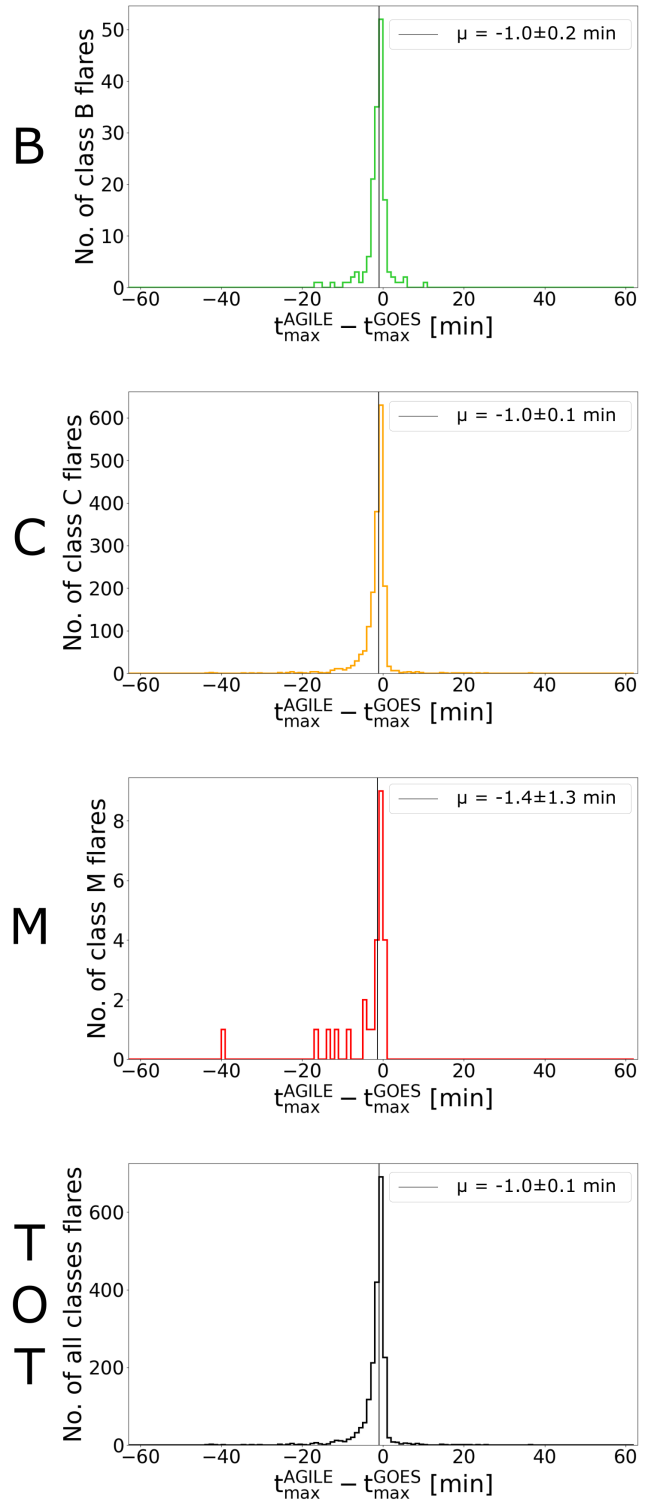 B
No. of class B flares
50
40
30
20
10
0
μ = -1.0±0.2 min
−60 −40 −20 0 20 40 60
t_max^AGILE − t_max^GOES [min]
C
No. of class C flares
600
500
400
300
200
100
0
μ = -1.0±0.1 min
−60 −40 −20 0 20 40 60
t_max^AGILE − t_max^GOES [min]
M
No. of class M flares
8
6
4
2
0
μ = -1.4±1.3 min
−60 −40 −20 0 20 40 60
t_max^AGILE − t_max^GOES [min]
T
O
T
No. of all classes flares
600
400
200
0
μ = -1.0±0.1 min
−60 −40 −20 0 20 40 60
t_max^AGILE − t_max^GOES [min]